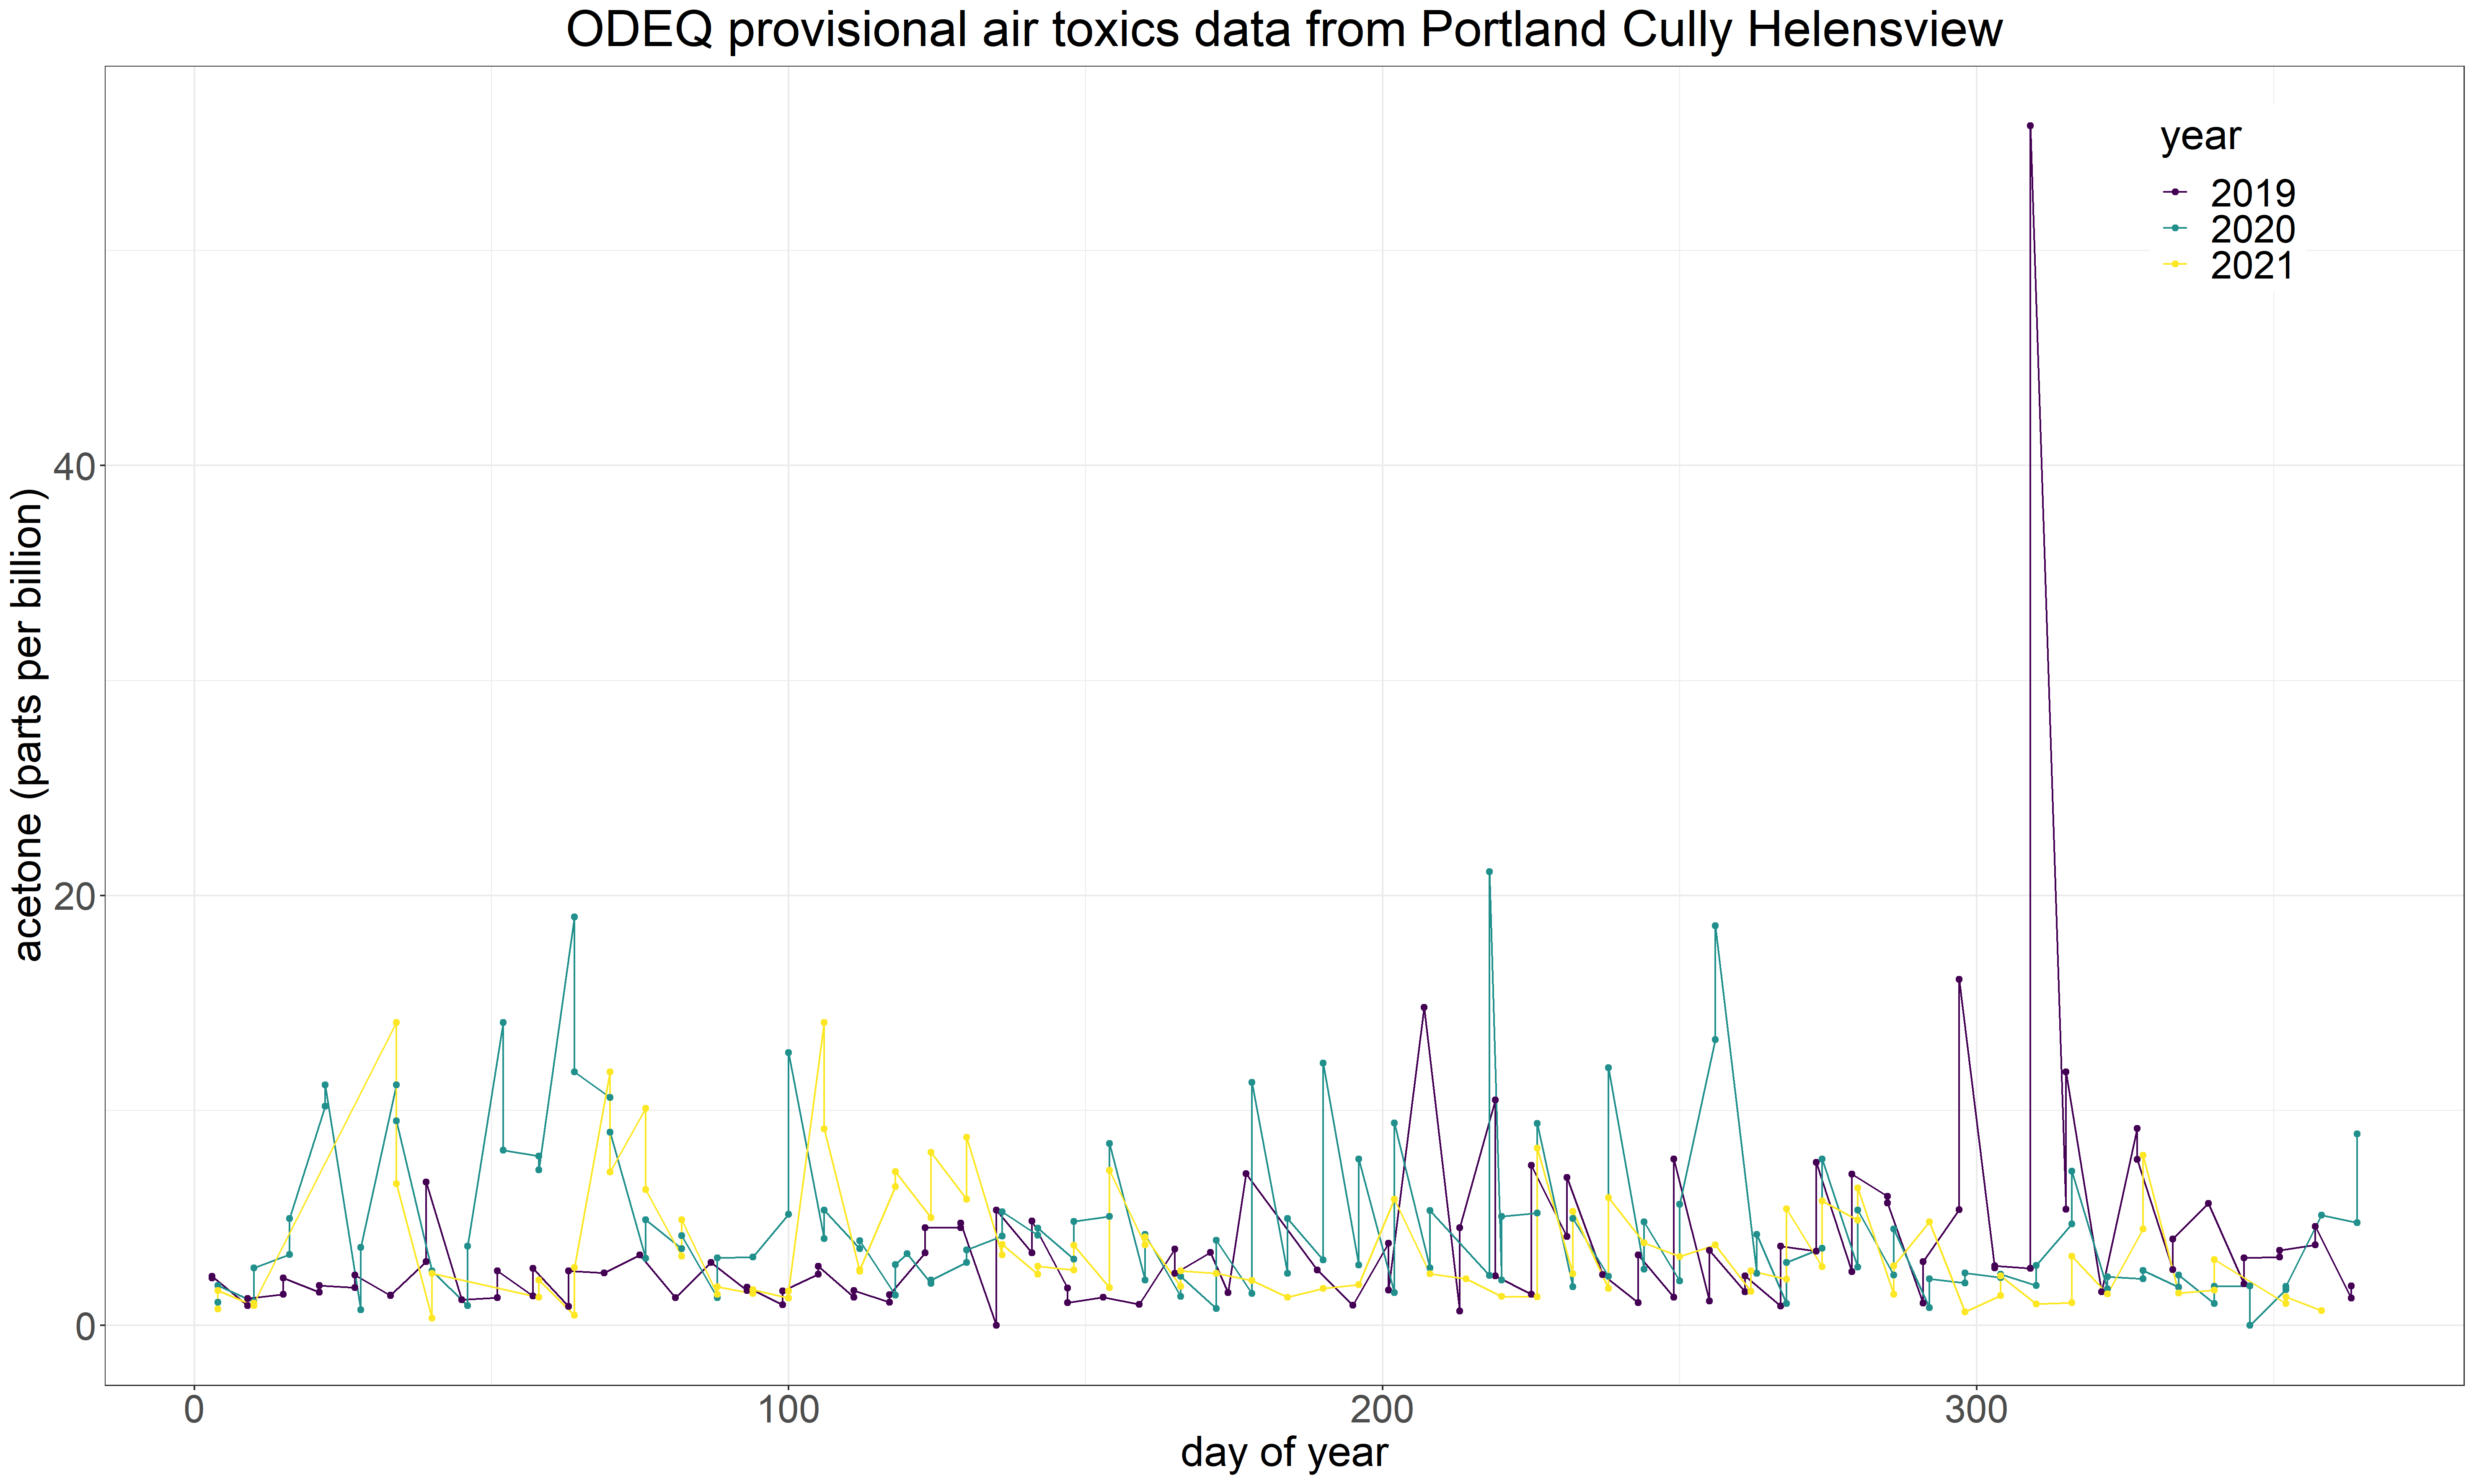 ODEQ provisional air toxics data from Portland Cully Helensview
year
2019
2020
2021
acetone (parts per billion)
40
20
0
0 100 200 300
day of year